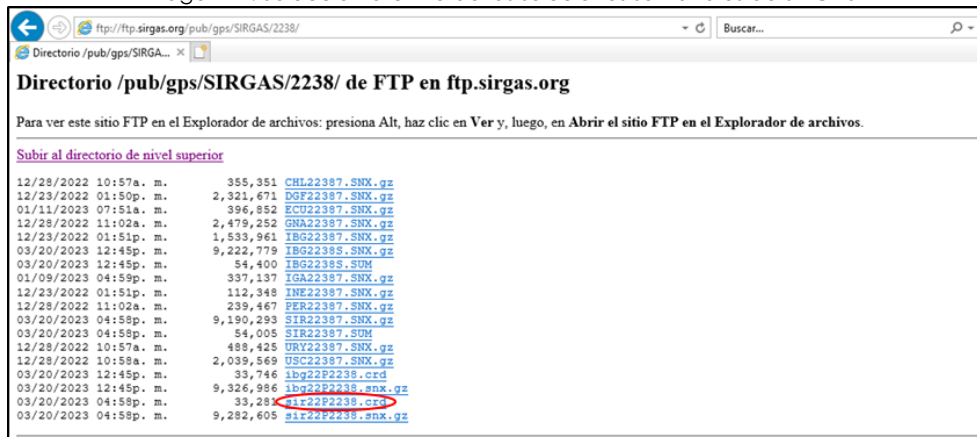 ftp://ftp.sirgas.org/pub/gps/SIRGAS/2238/
Buscar...
Directorio /pub/gps/SIRGA...
Directorio /pub/gps/SIRGAS/2238/ de FTP en ftp.sirgas.org
Para ver este sitio FTP en el Explorador de archivos: presiona Alt, haz clic en Ver y, luego, en Abrir el sitio FTP en el Explorador de archivos.
Subir al directorio de nivel superior
12/28/2022 10:57a. m. 355,351 CHL22387.SNX.gz
12/23/2022 01:50p. m. 2,321,671 DGF22387.SNX.gz
01/11/2023 07:51a. m. 396,852 ECU22387.SNX.gz
12/28/2022 11:02a. m. 2,479,252 GNA22387.SNX.gz
12/23/2022 01:51p. m. 1,533,961 IBG22387.SNX.gz
03/20/2023 12:45p. m. 9,222,779 IBG2238S.SNX.gz
03/20/2023 12:45p. m. 54,400 IBG2238S.SUM
01/09/2023 04:59p. m. 337,137 IGA22387.SNX.gz
12/23/2022 01:51p. m. 112,348 INE22387.SNX.gz
12/28/2022 11:02a. m. 239,467 PER22387.SNX.gz
03/20/2023 04:58p. m. 9,190,293 SIR22387.SNX.gz
03/20/2023 04:58p. m. 54,005 SIR22387.SUM
12/28/2022 10:57a. m. 488,425 URY22387.SNX.gz
12/28/2022 10:58a. m. 2,039,569 USC22387.SNX.gz
03/20/2023 12:45p. m. 33,746 ibg22P2238.crd
03/20/2023 12:45p. m. 9,326,986 ibg22P2238.snx.gz
03/20/2023 04:58p. m. 33,281 sir22P2238.crd
03/20/2023 04:58p. m. 9,282,605 sir22P2238.snx.gz